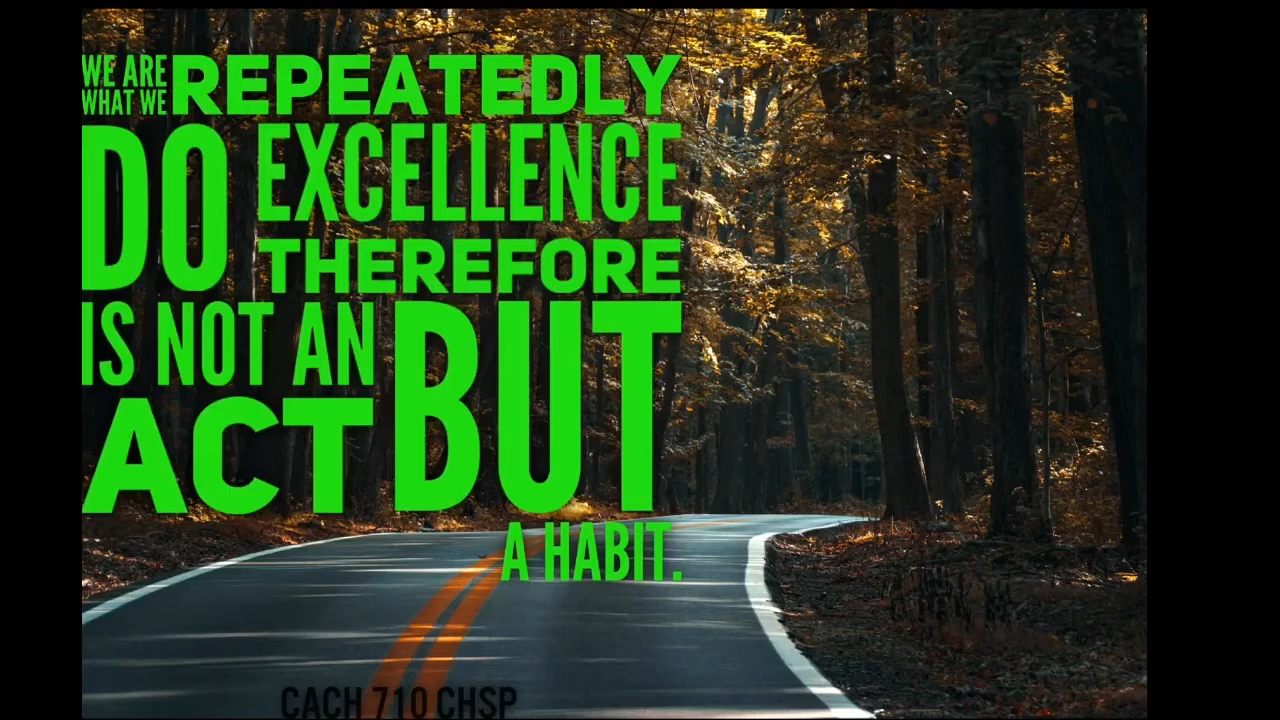 WE ARE
WHAT WE REPEATEDLY
DO EXCELLENCE
THEREFORE
IS NOT AN
ACT BUT
A HABIT.
CACH 710 CHSP